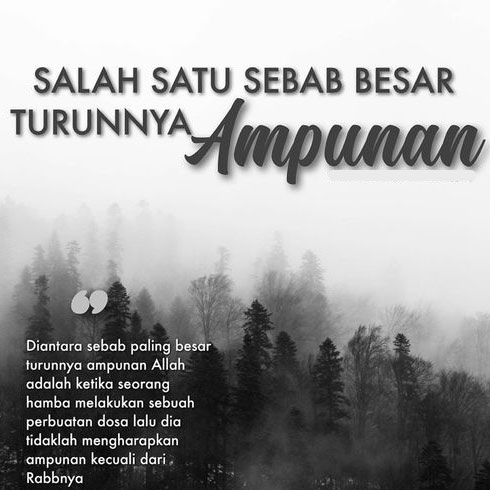 SALAH SATU SEBAB BESAR
TURUNNYA Ampunan
Diantara sebab paling besar
turunnya ampunan Allah
adalah ketika seorang
hamba melakukan sebuah
perbuatan dosa lalu dia
tidaklah mengharapkan
ampunan kecuali dari
Rabbnya